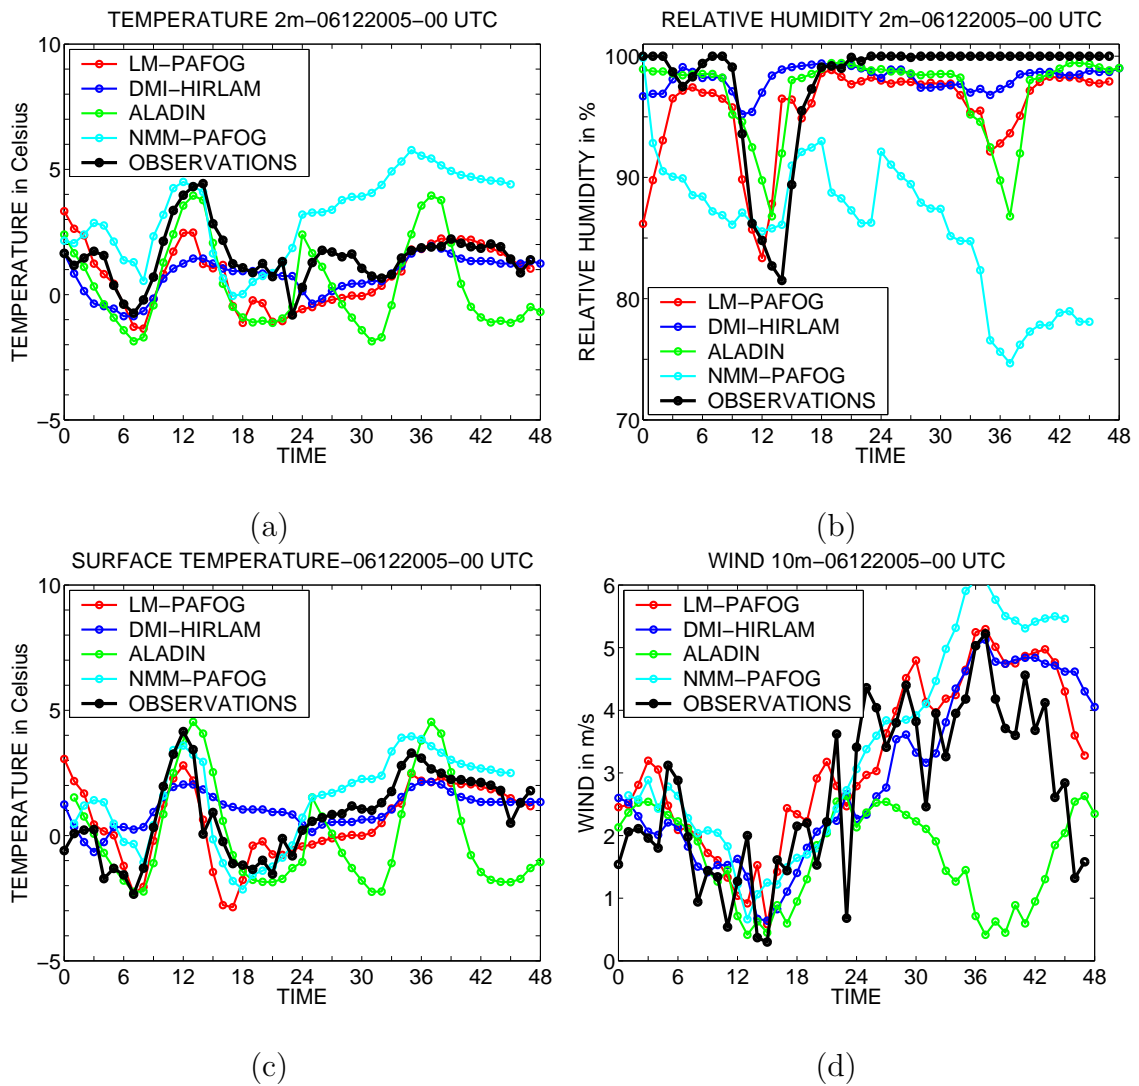 TEMPERATURE 2m−06122005−00 UTC
10
5
0
−5
TEMPERATURE in Celsius
LM−PAFOG
DMI−HIRLAM
ALADIN
NMM−PAFOG
OBSERVATIONS
0 6 12 18 24 30 36 42 48
TIME
(a)
RELATIVE HUMIDITY 2m−06122005−00 UTC
100
90
80
70
RELATIVE HUMIDITY in %
LM−PAFOG
DMI−HIRLAM
ALADIN
NMM−PAFOG
OBSERVATIONS
0 6 12 18 24 30 36 42 48
TIME
(b)
SURFACE TEMPERATURE−06122005−00 UTC
10
5
0
−5
TEMPERATURE in Celsius
LM−PAFOG
DMI−HIRLAM
ALADIN
NMM−PAFOG
OBSERVATIONS
0 6 12 18 24 30 36 42 48
TIME
(c)
WIND 10m−06122005−00 UTC
6
5
4
3
2
1
0
WIND in m/s
LM−PAFOG
DMI−HIRLAM
ALADIN
NMM−PAFOG
OBSERVATIONS
0 6 12 18 24 30 36 42 48
TIME
(d)